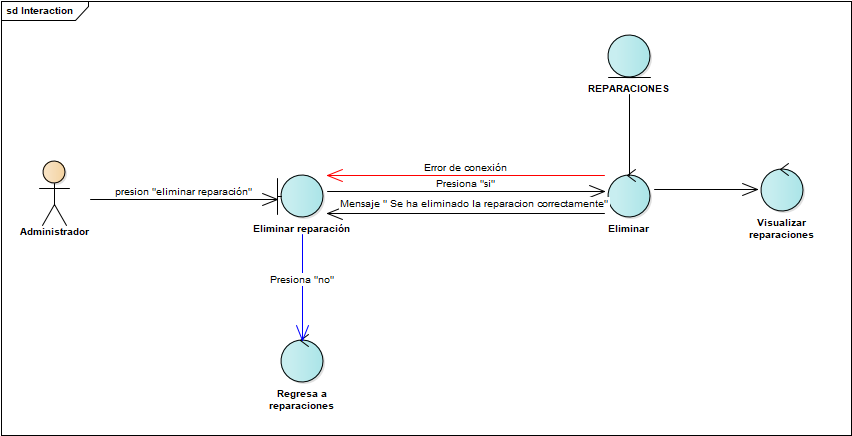 sd Interaction
REPARACIONES
Error de conexión
Presiona "si"
presion "eliminar reparación"
Mensaje " Se ha eliminado la reparacion correctamente"
Administrador
Eliminar reparación
Eliminar
Visualizar
reparaciones
Presiona "no"
Regresa a
reparaciones